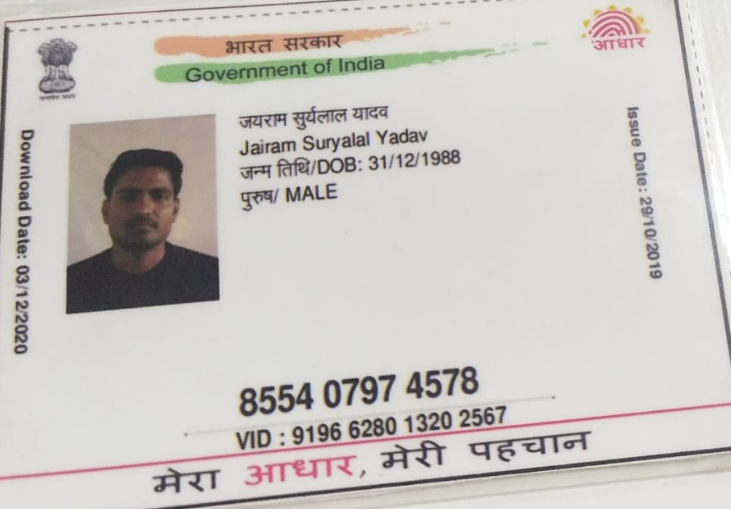 भारत सरकार
Government of India
आधार
Download Date: 03/12/2020
जयराम सुर्यलाल यादव
Jairam Suryalal Yadav
जन्म तिथि/DOB: 31/12/1988
पुरुष/ MALE
Issue Date: 29/10/2019
8554 0797 4578
VID : 9196 6280 1320 2567
मेरा आधार, मेरी पहचान